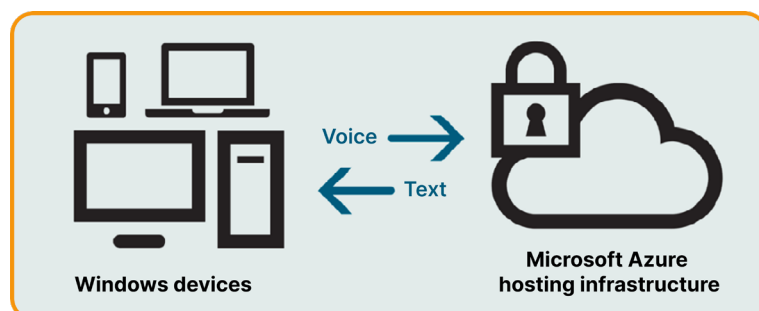 Voice
Text
Windows devices
Microsoft Azure
hosting infrastructure